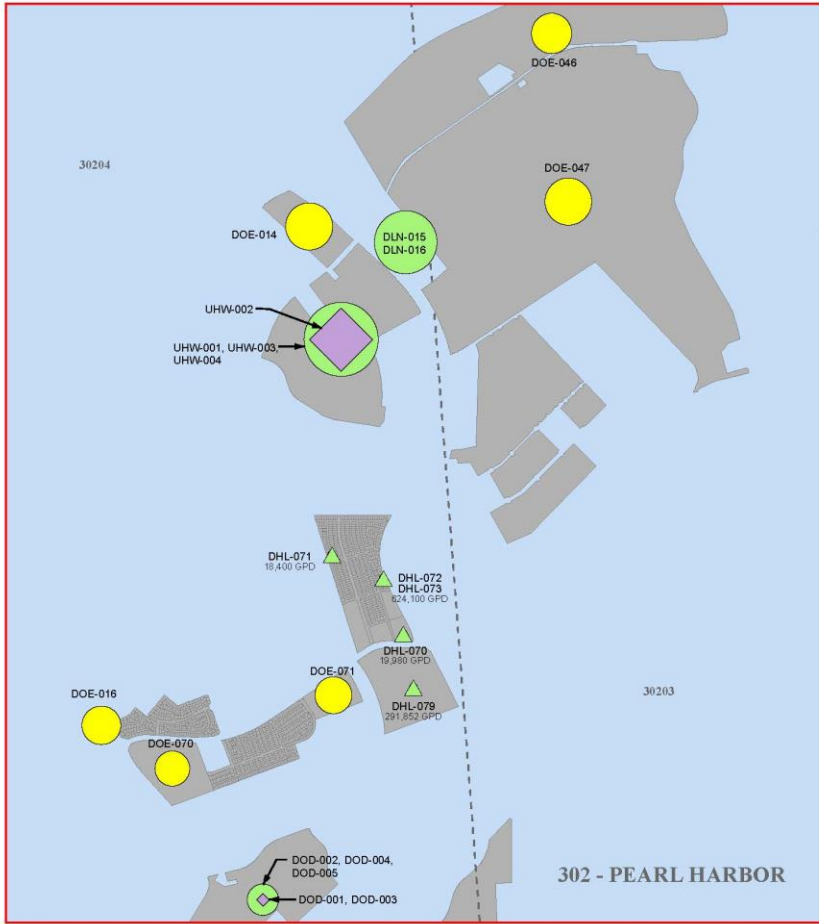 DOE-046
30204
DOE-047
DOE-014
DLN-015
DLN-016
UHW-002
UHW-001, UHW-003,
UHW-004
DHL-071
18,400 GPD
DHL-072
DHL-073
624,100 GPD
DHL-070
19,980 GPD
DOE-071
DHL-079
291,852 GPD
30203
DOE-016
DOE-070
DOD-002, DOD-004,
DOD-005
DOD-001, DOD-003
302 - PEARL HARBOR